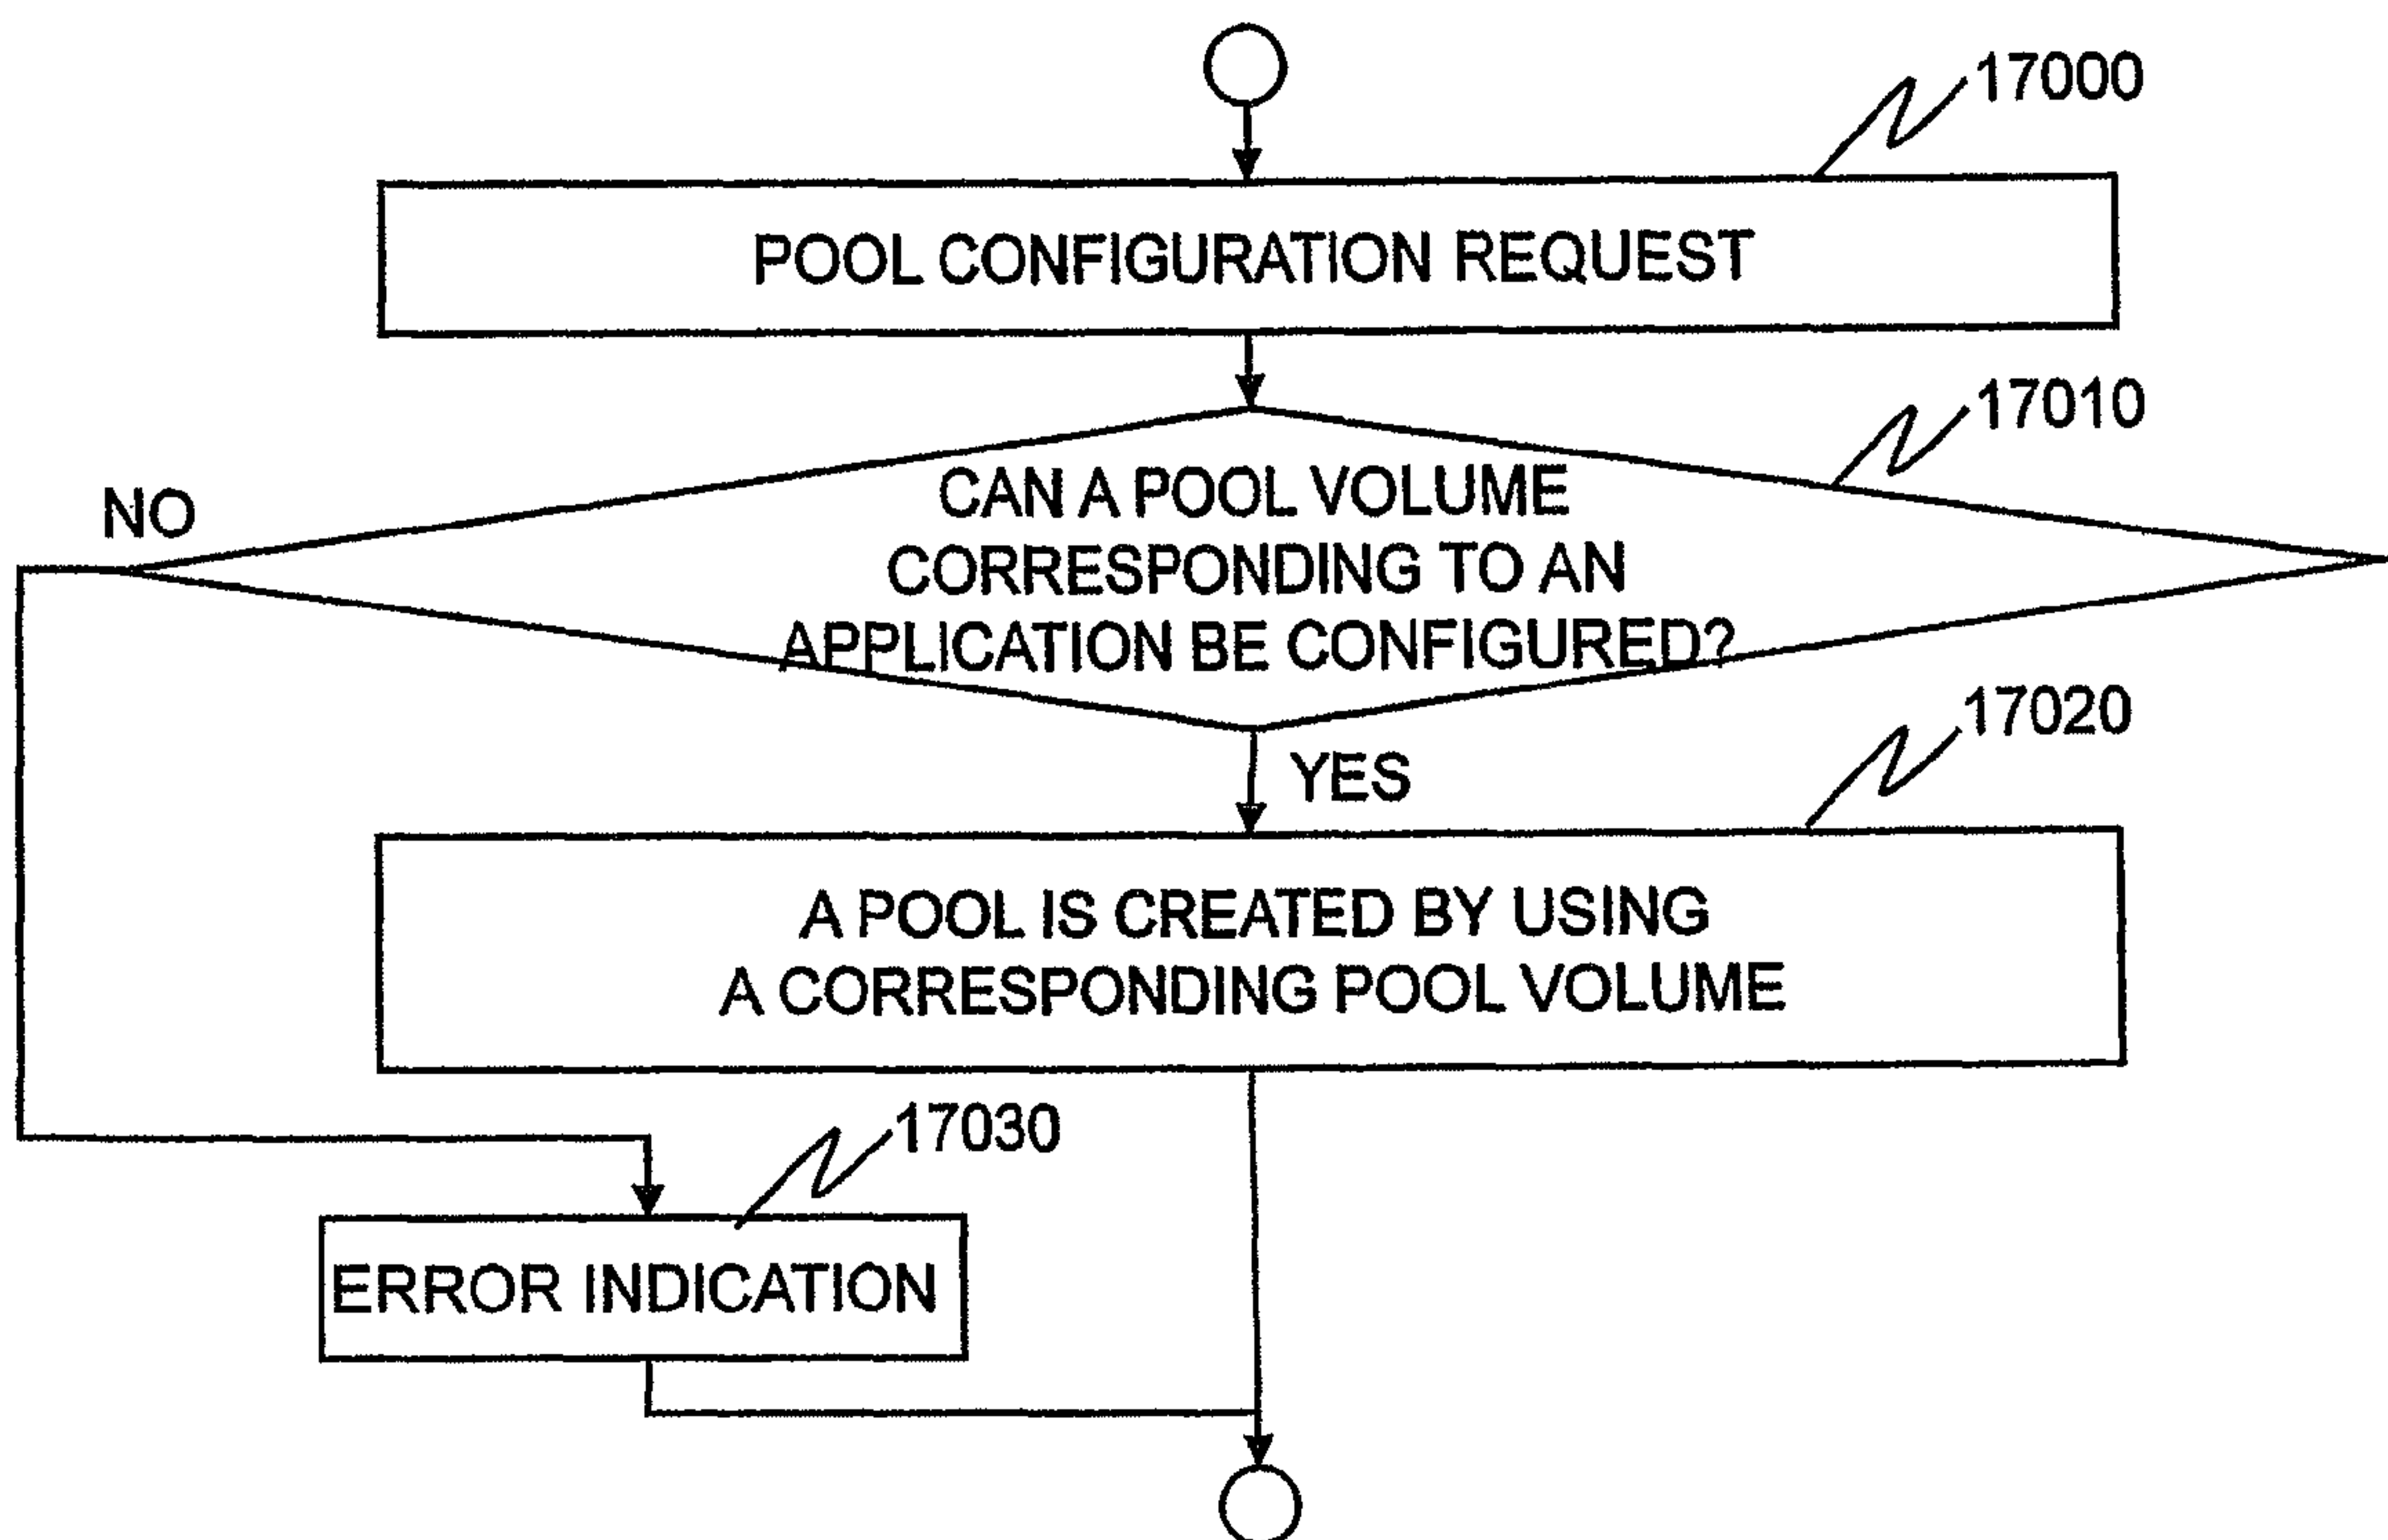 17000
POOL CONFIGURATION REQUEST
17010
NO
CAN A POOL VOLUME
CORRESPONDING TO AN
APPLICATION BE CONFIGURED?
17020
YES
A POOL IS CREATED BY USING
A CORRESPONDING POOL VOLUME
17030
ERROR INDICATION